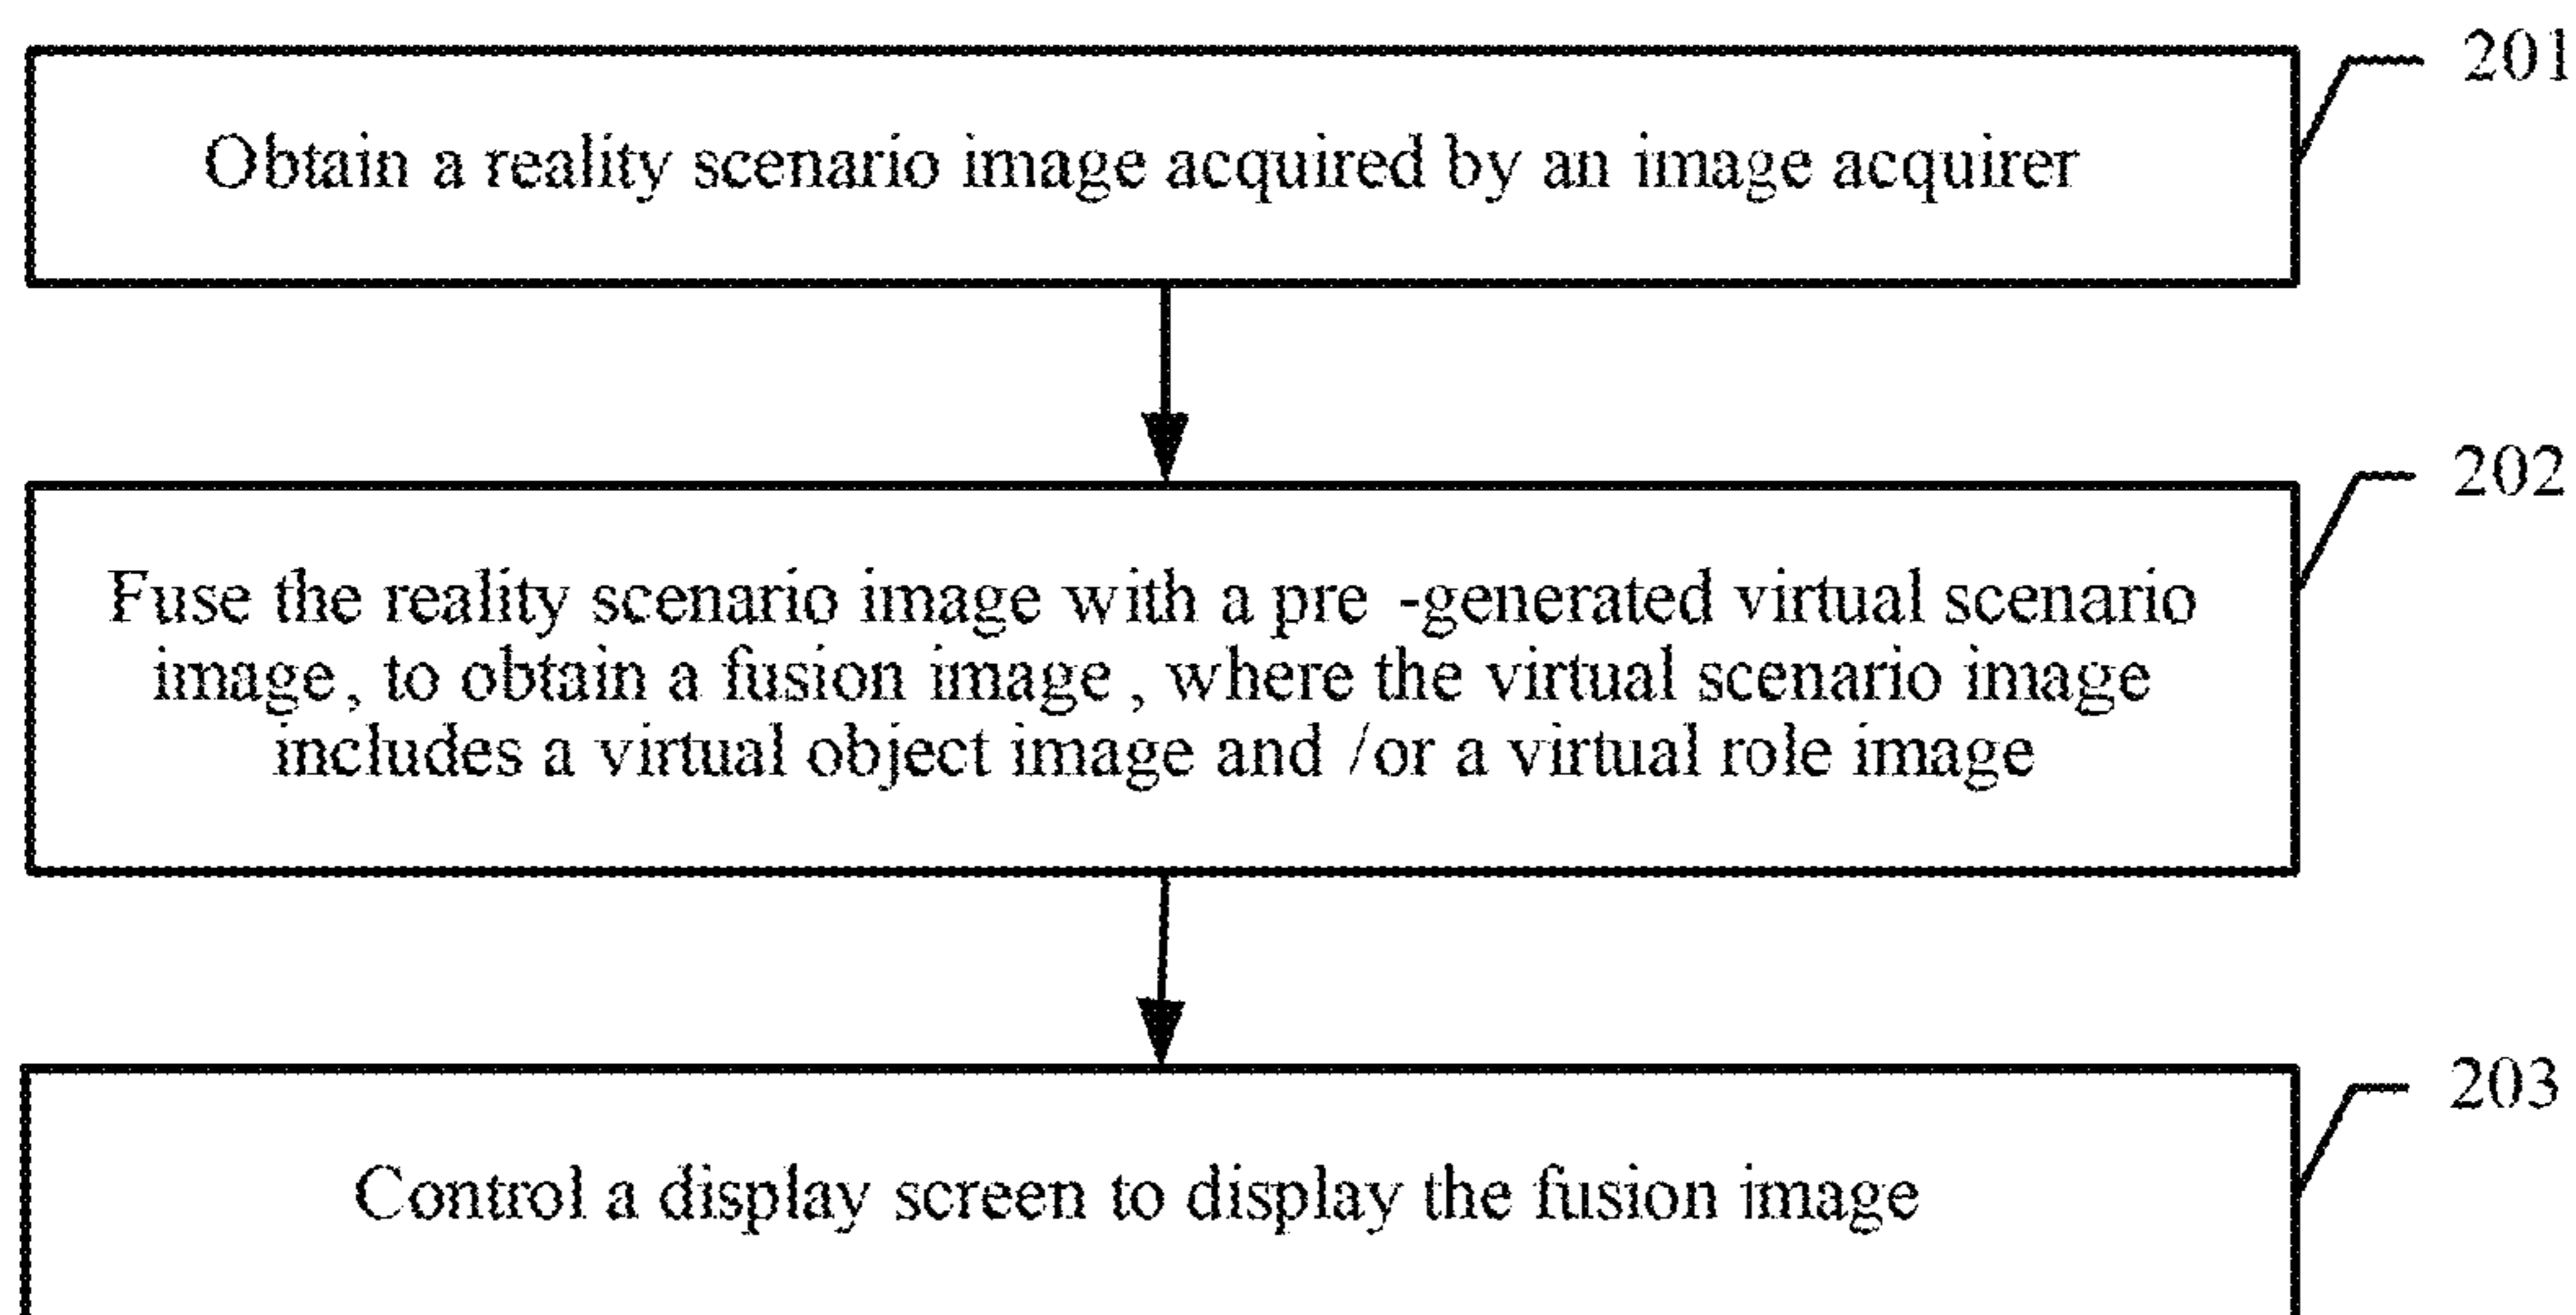 201
Obtain a reality scenario image acquired by an image acquirer
202
Fuse the reality scenario image with a pre -generated virtual scenario
image, to obtain a fusion image , where the virtual scenario image
includes a virtual object image and /or a virtual role image
203
Control a display screen to display the fusion image